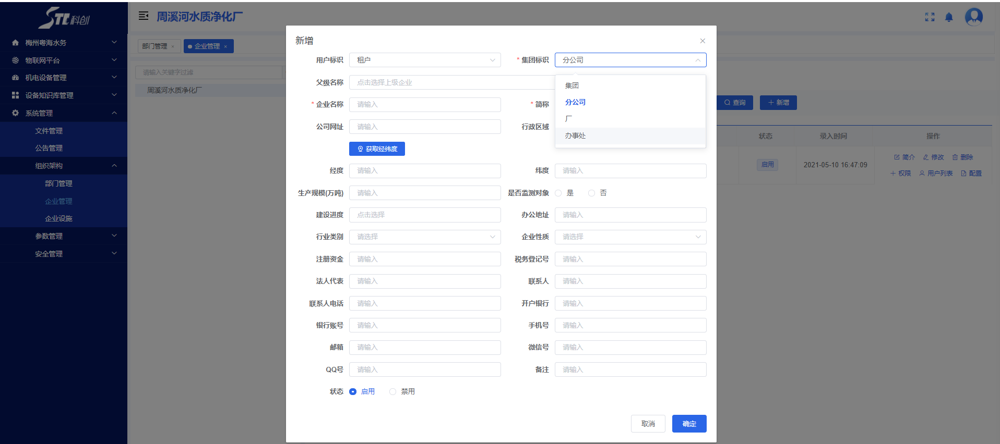 STC科创
周溪河水质净化厂
梅州粤海水务
物联网平台
机电设备管理
设备知识库管理
系统管理
文件管理
公告管理
组织架构
部门管理
企业管理
企业设施
参数管理
安全管理
部门管理 ×
企业管理 ×
请输入关键字过滤
周溪河水质净化厂
查询
新增
状态 录入时间 操作
启用 2021-05-10 16:47:09
简介 修改 删除
权限 用户列表 配置
新增
用户标识 租户 * 集团标识 分公司
集团
分公司
厂
办事处
父级名称 点击选择上级企业
* 企业名称 请输入 * 简称
公司网址 请输入 行政区域
获取经纬度
经度 请输入 纬度 请输入
生产规模(万吨) 请输入 是否监测对象 是 否
建设进度 点击选择 办公地址 请输入
行业类别 请选择 企业性质 请选择
注册资金 请输入 税务登记号 请输入
法人代表 请输入 联系人 请输入
联系人电话 请输入 开户银行 请输入
银行账号 请输入 手机号 请输入
邮箱 请输入 微信号 请输入
QQ号 请输入 备注 请输入
状态 启用 禁用
取消 确定